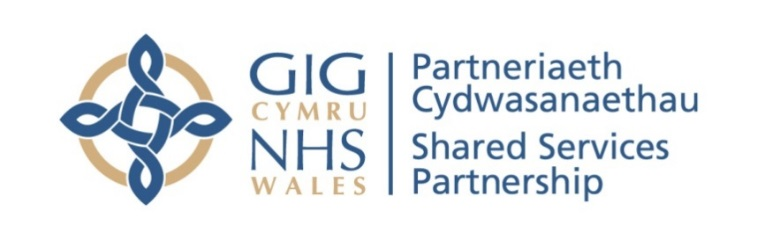 GIG
CYMRU
NHS
WALES
Partneriaeth
Cydwasanaethau
Shared Services
Partnership